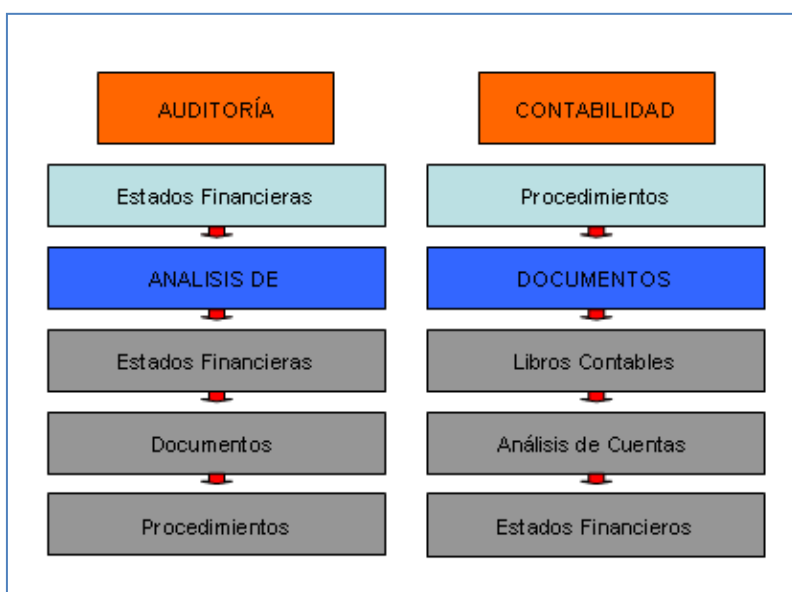 AUDITORÍA
Estados Financieras
ANALISIS DE
Estados Financieras
Documentos
Procedimientos
CONTABILIDAD
Procedimientos
DOCUMENTOS
Libros Contables
Análisis de Cuentas
Estados Financieros